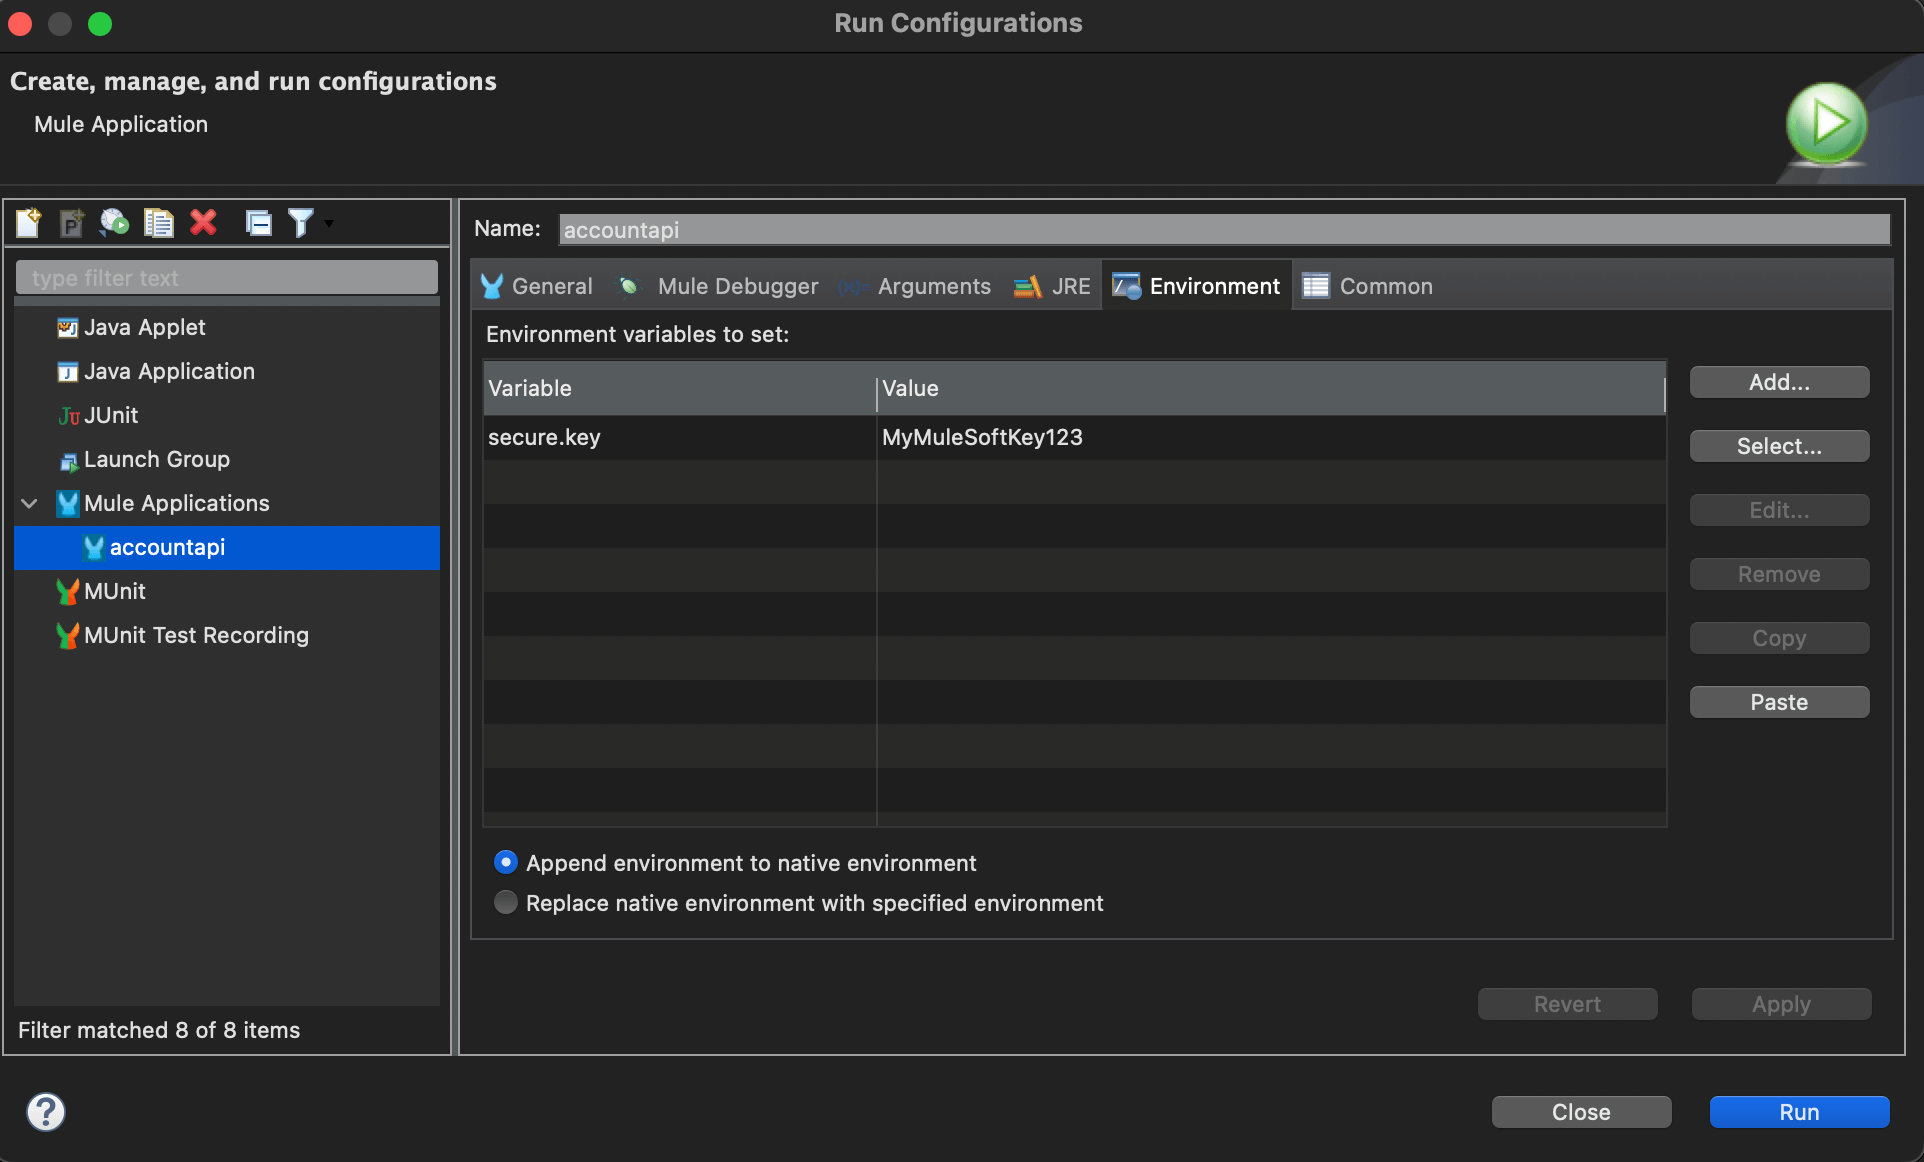 Run Configurations
Create, manage, and run configurations
Mule Application
Name: accountapi
type filter text
General Mule Debugger (x)= Arguments JRE Environment Common
Java Applet
Java Application
JUnit
Launch Group
Mule Applications
accountapi
MUnit
MUnit Test Recording
Filter matched 8 of 8 items
Environment variables to set:
Variable Value
secure.key MyMuleSoftKey123
Add...
Select...
Edit...
Remove
Copy
Paste
Append environment to native environment
Replace native environment with specified environment
Revert Apply
? Close Run